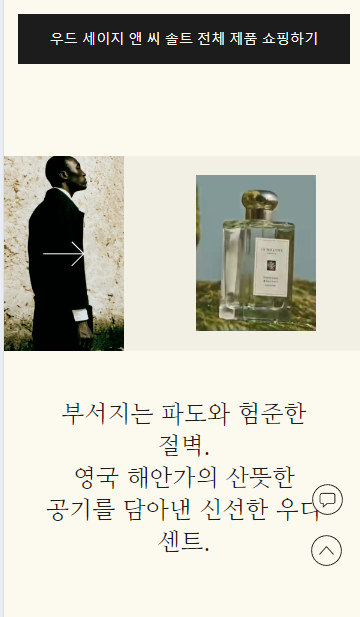 우드 세이지 앤 씨 솔트 전체 제품 쇼핑하기
부서지는 파도와 험준한
절벽.
영국 해안가의 산뜻한
공기를 담아낸 신선한 우디
센트.